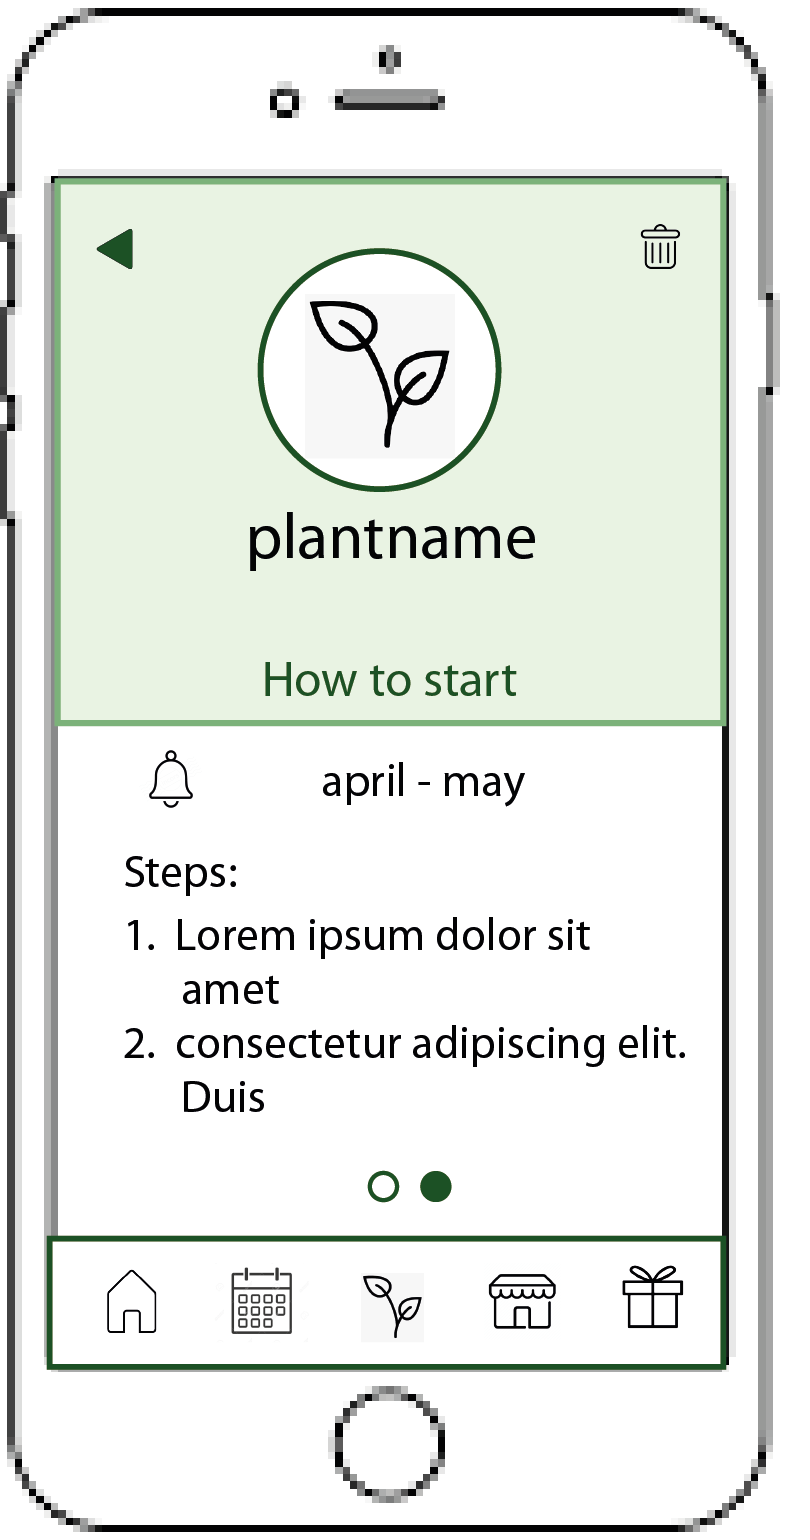 plantname
How to start
april - may
Steps:
1. Lorem ipsum dolor sit
amet
2. consectetur adipiscing elit.
Duis